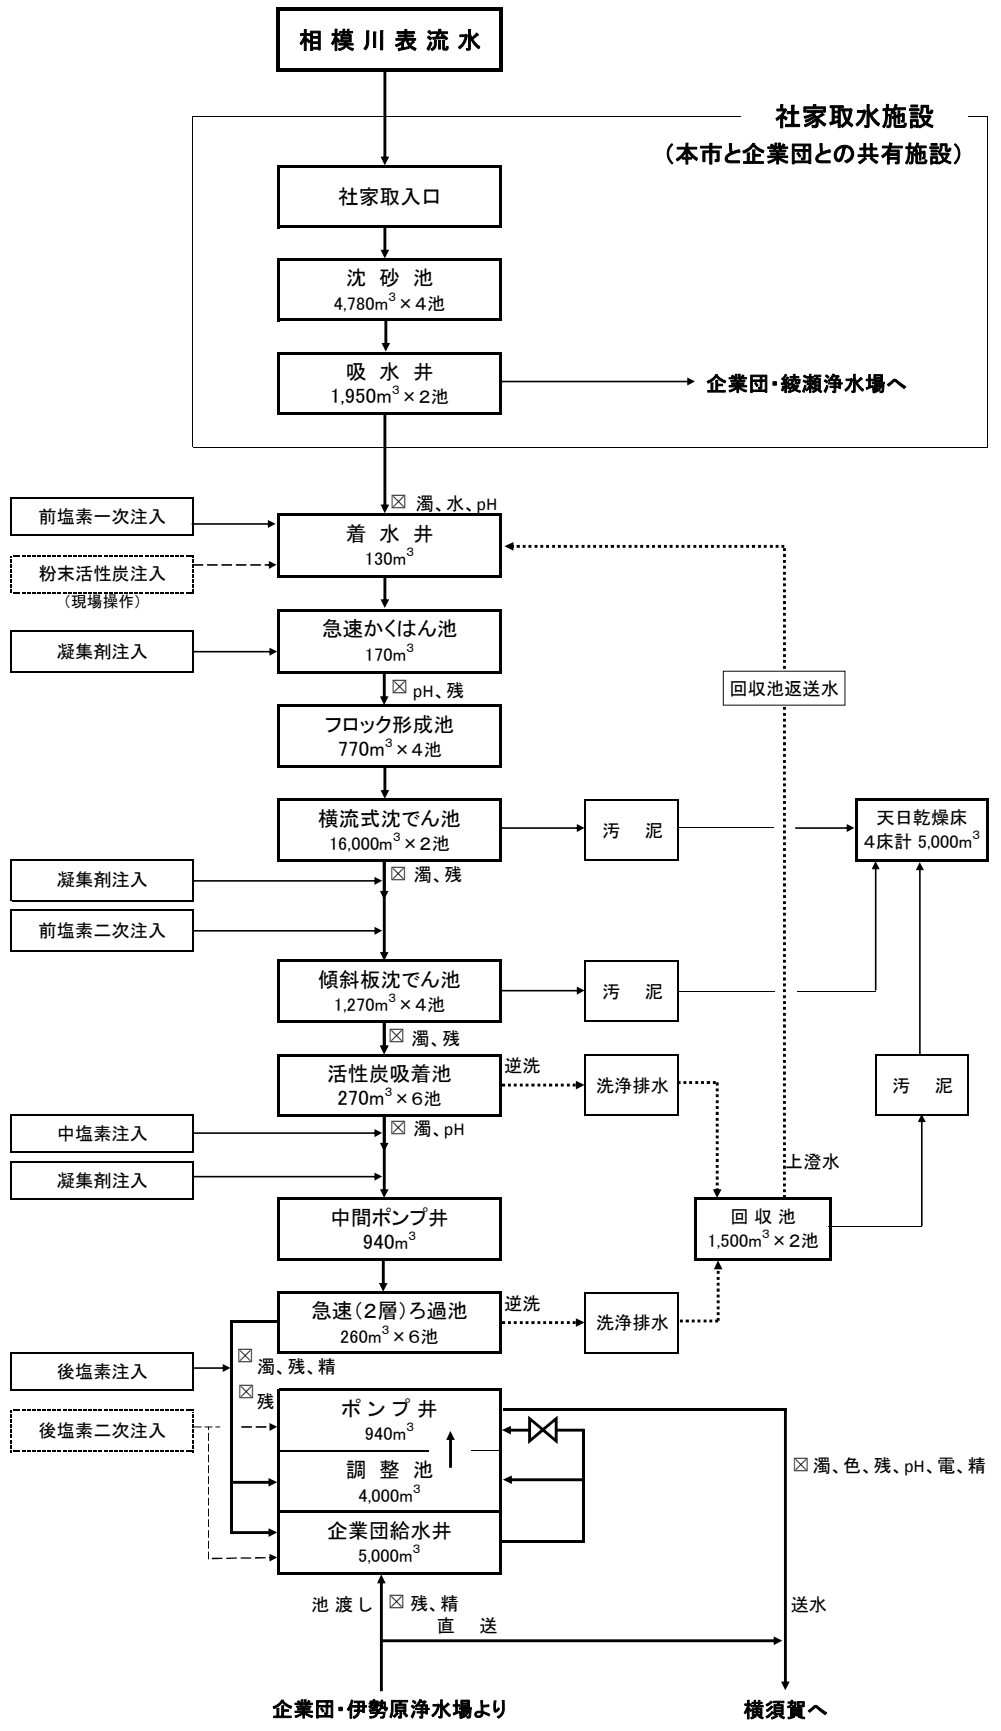 相模川表流水
社家取水施設
（本市と企業団との共有施設）
社家取入口
沈砂池
4,780m³×４池
吸水井
1,950m³×２池
企業団・綾瀬浄水場へ
☒ 濁、水、pH
前塩素一次注入
着水井
130m³
粉末活性炭注入
（現場操作）
急速かくはん池
170m³
凝集剤注入
☒ pH、残
回収池返送水
フロック形成池
770m³×４池
横流式沈でん池
16,000m³×２池
汚泥
天日乾燥床
４床計 5,000m³
☒ 濁、残
凝集剤注入
前塩素二次注入
傾斜板沈でん池
1,270m³×４池
汚泥
☒ 濁、残
活性炭吸着池
270m³×６池
逆洗
洗浄排水
汚泥
中塩素注入
☒ 濁、pH
上澄水
凝集剤注入
中間ポンプ井
940m³
回収池
1,500m³×２池
急速（２層）ろ過池
260m³×６池
逆洗
洗浄排水
後塩素注入
☒ 濁、残、精
☒ 残
後塩素二次注入
ポンプ井
940m³
調整池
4,000m³
☒ 濁、色、残、pH、電、精
企業団給水井
5,000m³
池渡し
☒ 残、精
直送
送水
企業団・伊勢原浄水場より
横須賀へ